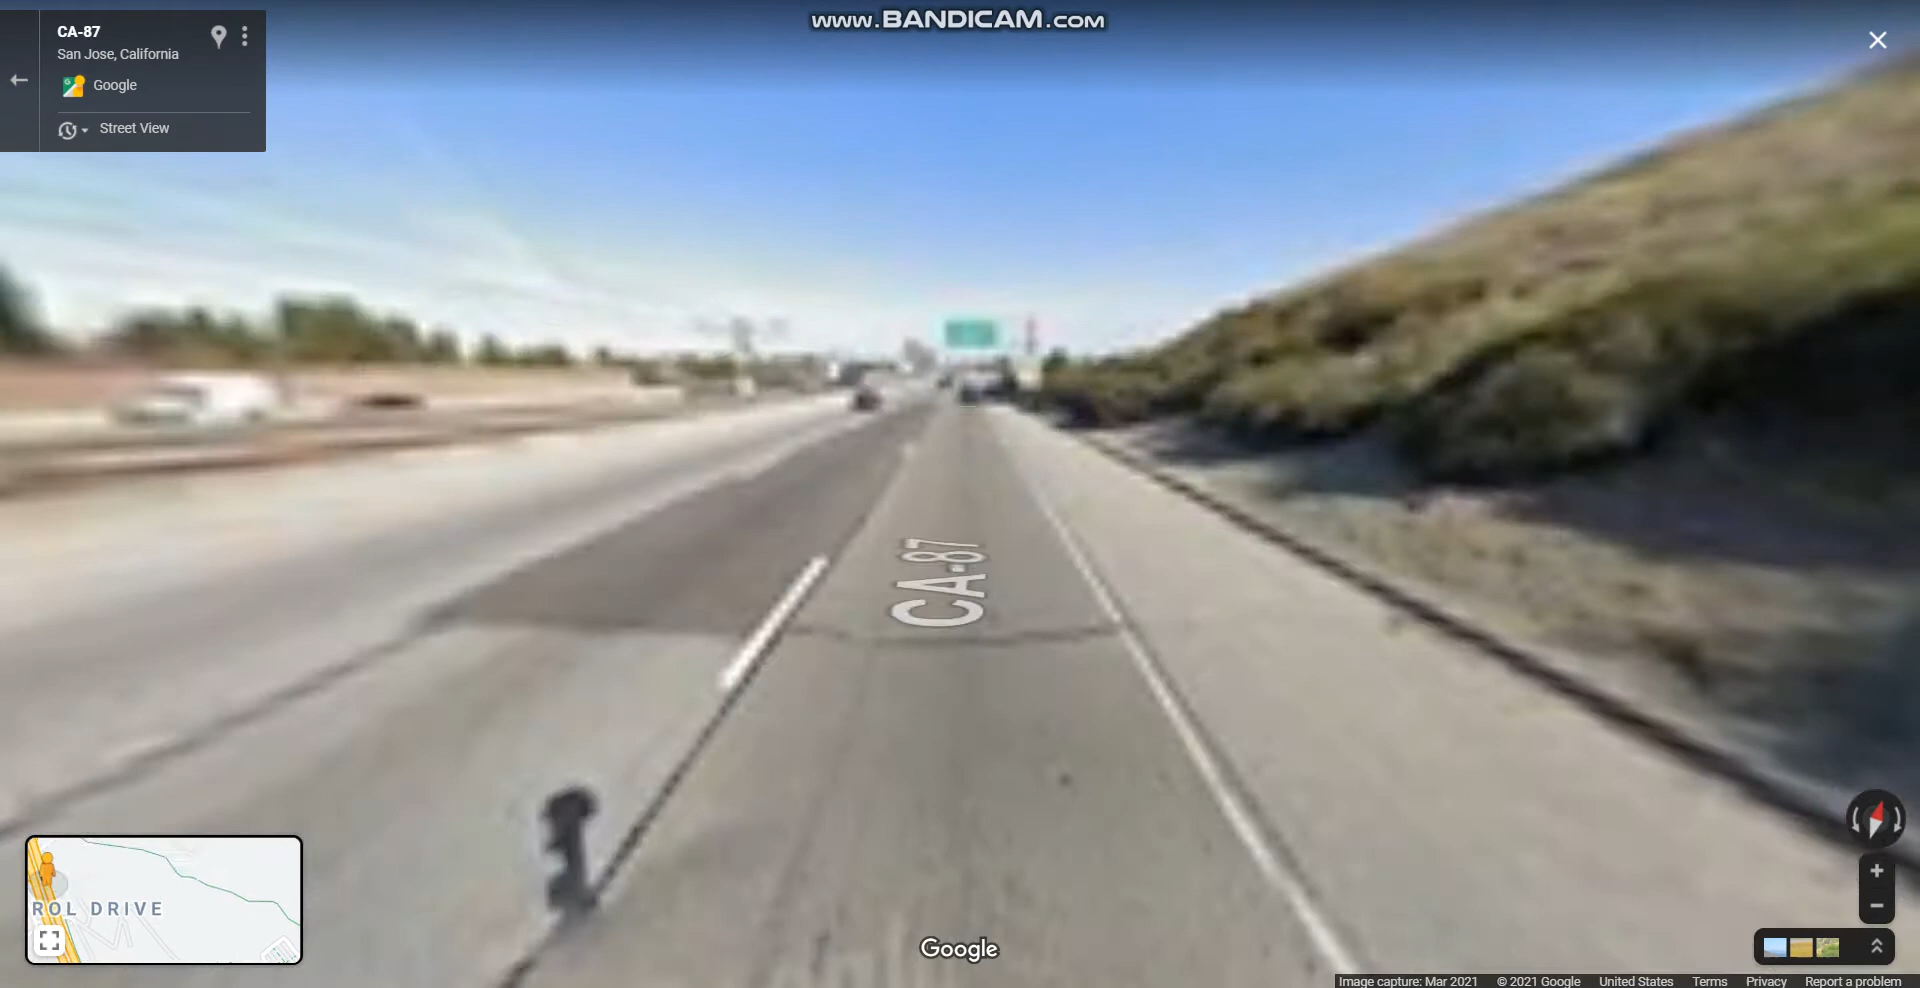 www.BANDICAM.com
CA-87
San Jose, California
Google
Street View
CA-87
ROL DRIVE
Google
Image capture: Mar 2021 © 2021 Google United States Terms Privacy Report a problem